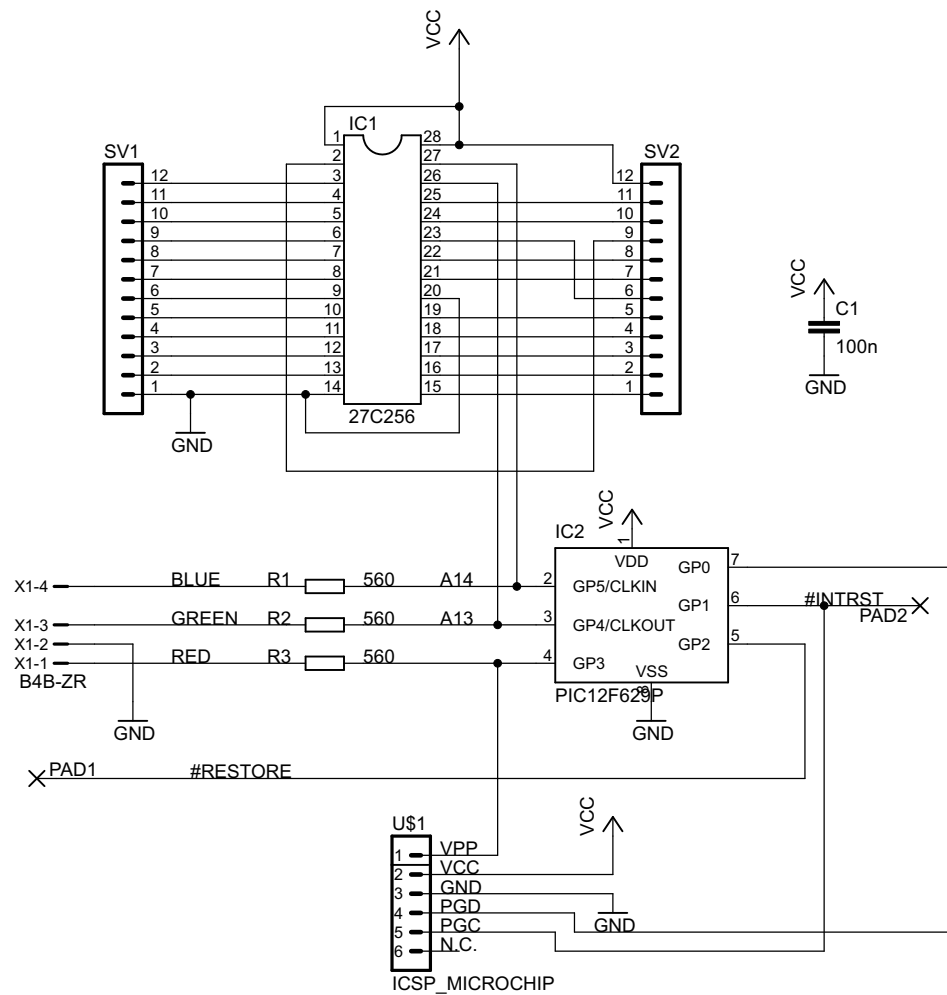 VCC
IC1
SV1
SV2
1 28
2 27
12 3 26 12
11 4 25 11
10 5 24 10
9 6 23 9
8 7 22 8
7 8 21 7
6 9 20 6
5 10 19 5
4 11 18 4
3 12 17 3
2 13 16 2
1 14 15 1
27C256
GND
VCC
C1
100n
GND
VCC
IC2
1
VDD
X1-4 BLUE R1 560 A14 2 GP5/CLKIN GP0 7
X1-3 GREEN R2 560 A13 3 GP4/CLKOUT GP1 6 #INTRST
PAD2
X1-2
GP2 5
X1-1 RED R3 560 4 GP3
VSS
B4B-ZR
8
PIC12F629P
GND
GND
PAD1 #RESTORE
VCC
U$1
1 VPP
2 VCC
3 GND
4 PGD
GND
5 PGC
6 N.C.
ICSP_MICROCHIP